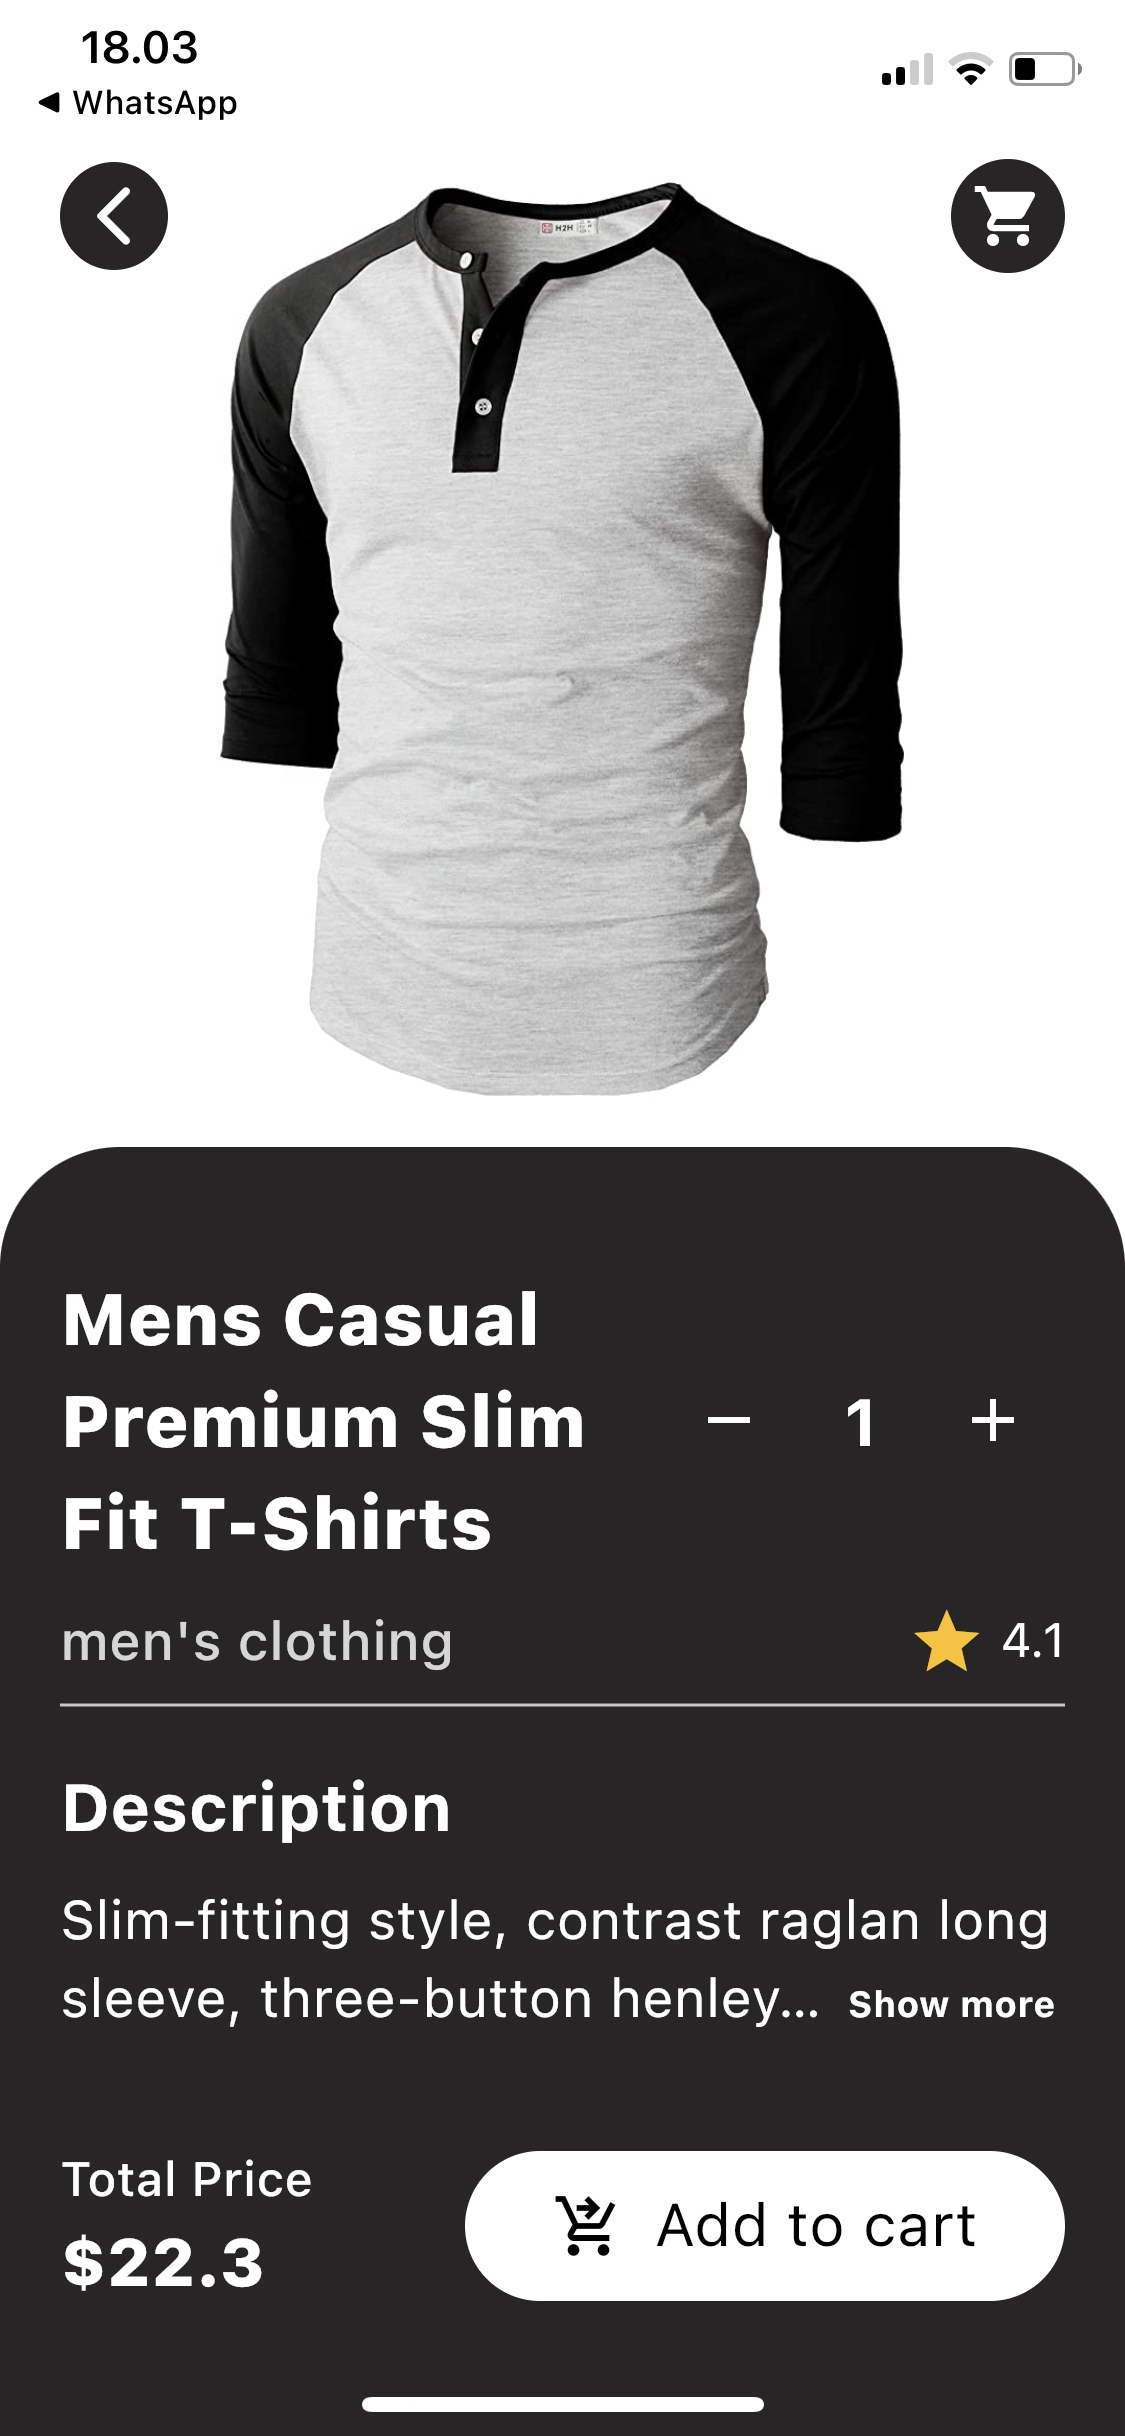 18.03
◀ WhatsApp
H2H
Mens Casual
Premium Slim
Fit T-Shirts
− 1 +
men's clothing
4.1
Description
Slim-fitting style, contrast raglan long
sleeve, three-button henley... Show more
Total Price
$22.3
Add to cart